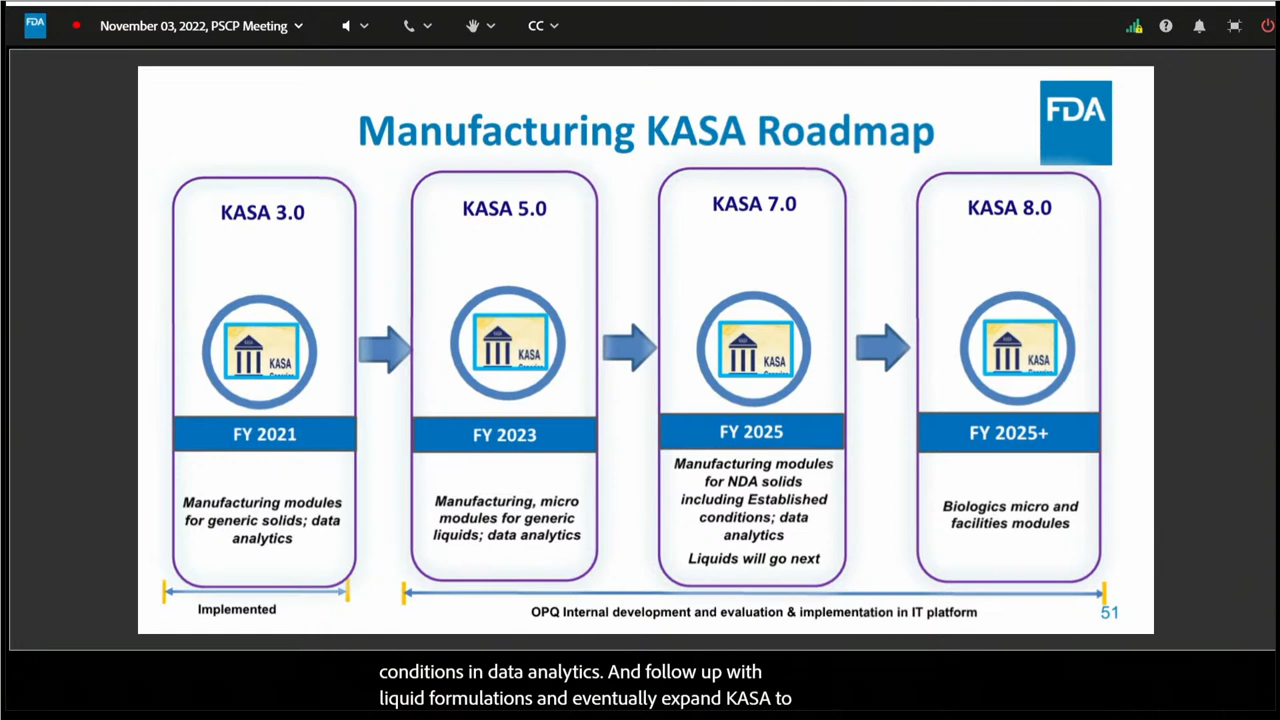 FDA
November 03, 2022, PSCP Meeting
CC
FDA
Manufacturing KASA Roadmap
KASA 3.0
KASA
FY 2021
Manufacturing modules
for generic solids; data
analytics
KASA 5.0
KASA
FY 2023
Manufacturing, micro
modules for generic
liquids; data analytics
KASA 7.0
KASA
FY 2025
Manufacturing modules
for NDA solids
including Established
conditions; data
analytics
Liquids will go next
KASA 8.0
KASA
FY 2025+
Biologics micro and
facilities modules
Implemented
OPQ Internal development and evaluation & implementation in IT platform
51
conditions in data analytics. And follow up with
liquid formulations and eventually expand KASA to